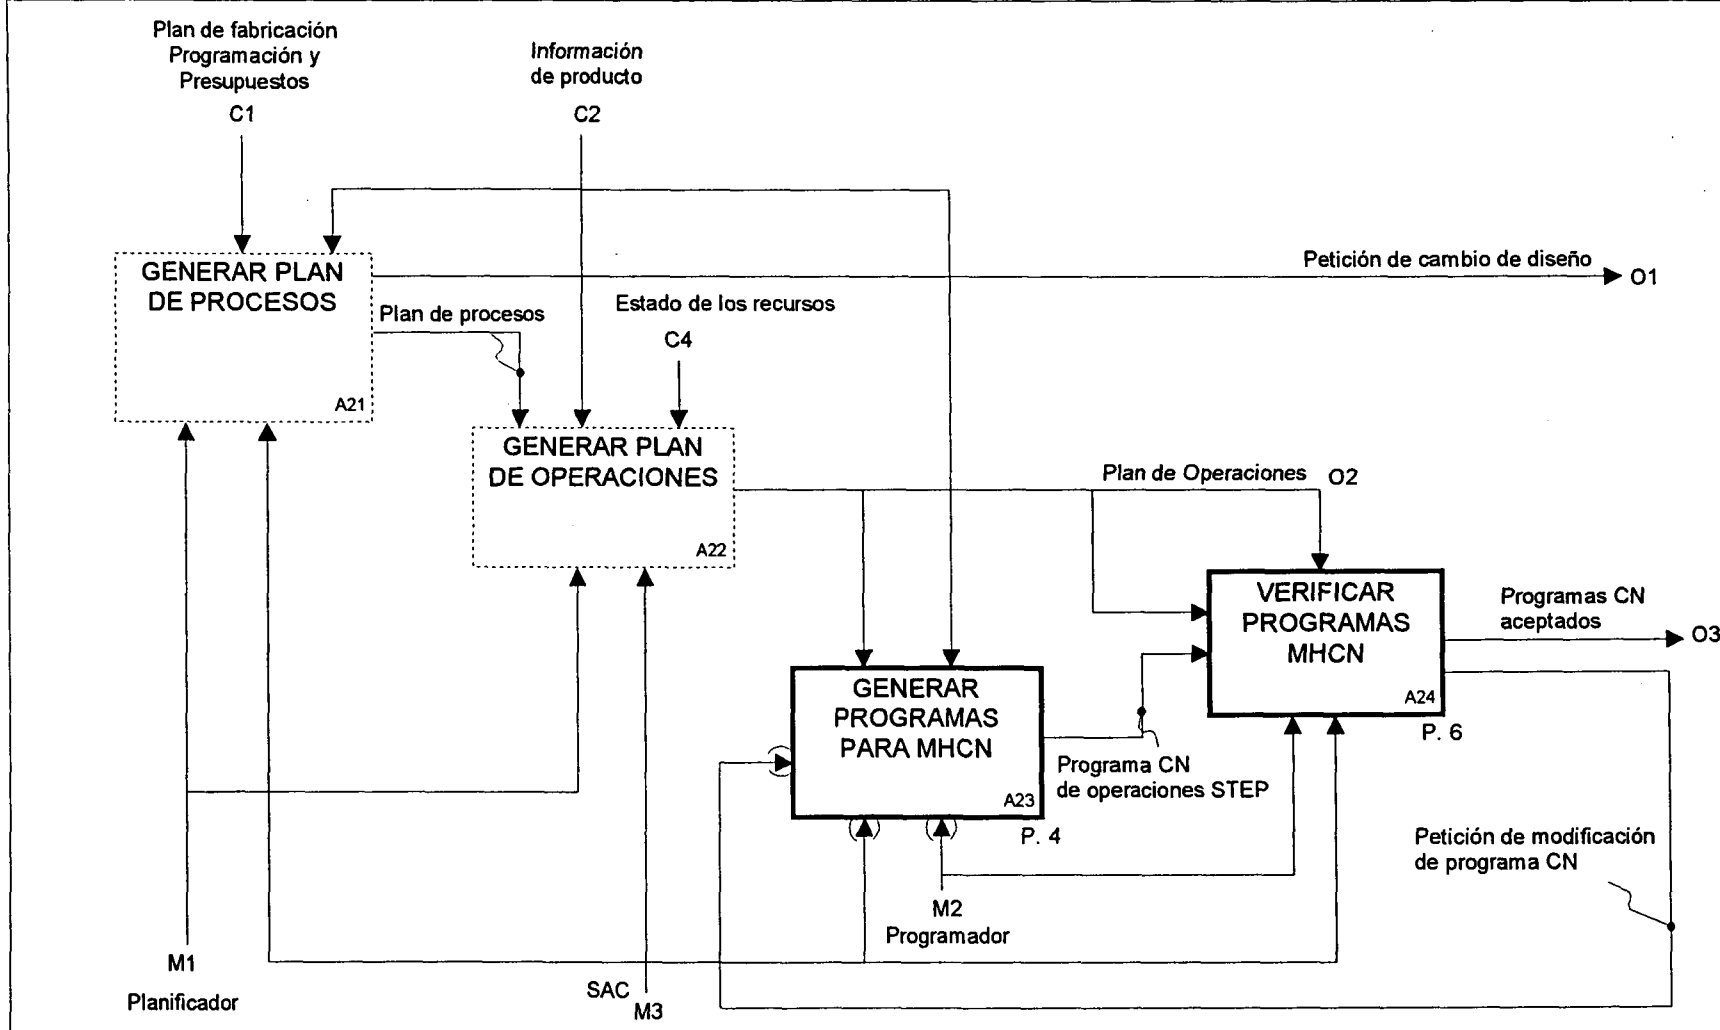 Plan de fabricación
Programación y
Presupuestos
C1
Información
de producto
C2
GENERAR PLAN
DE PROCESOS
A21
Petición de cambio de diseño
O1
Plan de procesos
Estado de los recursos
C4
GENERAR PLAN
DE OPERACIONES
A22
Plan de Operaciones
O2
VERIFICAR
PROGRAMAS
MHCN
A24
P. 6
Programas CN
aceptados
O3
GENERAR
PROGRAMAS
PARA MHCN
A23
P. 4
Programa CN
de operaciones STEP
Petición de modificación
de programa CN
M2
Programador
M1
Planificador
SAC
M3